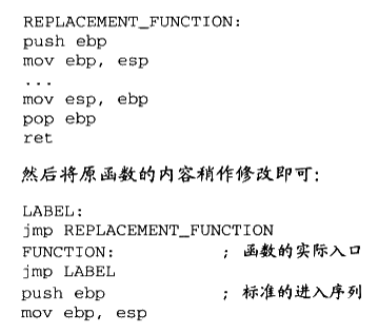 REPLACEMENT_FUNCTION:
push ebp
mov ebp, esp
...
mov esp, ebp
pop ebp
ret
然后将原函数的内容稍作修改即可:
LABEL:
jmp REPLACEMENT_FUNCTION
FUNCTION: ; 函数的实际入口
jmp LABEL
push ebp ; 标准的进入序列
mov ebp, esp